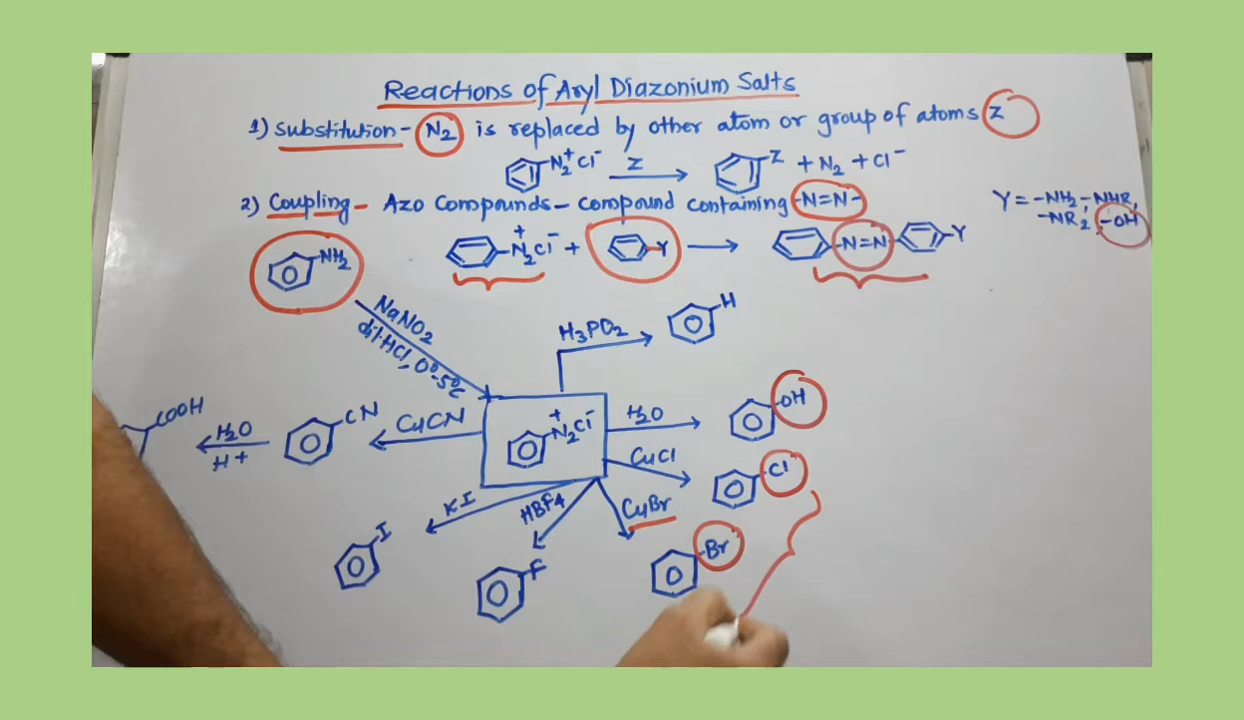 Reactions of Aryl Diazonium Salts
1) Substitution - N2 is replaced by other atom or group of atoms Z
N2+Cl- Z Z + N2 + Cl-
2) Coupling - Azo Compounds - compound containing -N=N-
Y = -NH2, -NHR,
-NR2, -OH
N2+Cl- + Y -N=N- Y
NH2
NaNO2
dil·HCl, 0°-5°C
H3PO2 H
COOH H2O H+ CN CuCN N2+Cl- H2O OH
CuCl Cl
KI HBF4 CuBr
I F Br